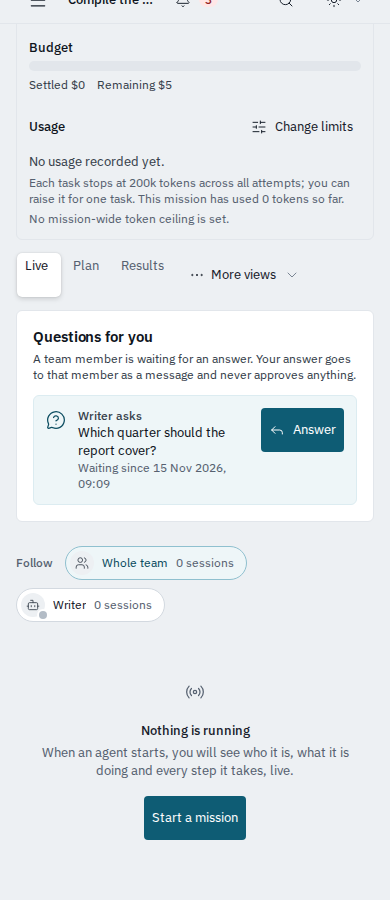 Compile the ...
Budget
Settled $0 Remaining $5
Usage
Change limits
No usage recorded yet.
Each task stops at 200k tokens across all attempts; you can
raise it for one task. This mission has used 0 tokens so far.
No mission-wide token ceiling is set.
Live Plan Results ··· More views
Questions for you
A team member is waiting for an answer. Your answer goes
to that member as a message and never approves anything.
Writer asks
Which quarter should the
report cover?
Waiting since 15 Nov 2026,
09:09
Answer
Follow Whole team 0 sessions
Writer 0 sessions
Nothing is running
When an agent starts, you will see who it is, what it is
doing and every step it takes, live.
Start a mission